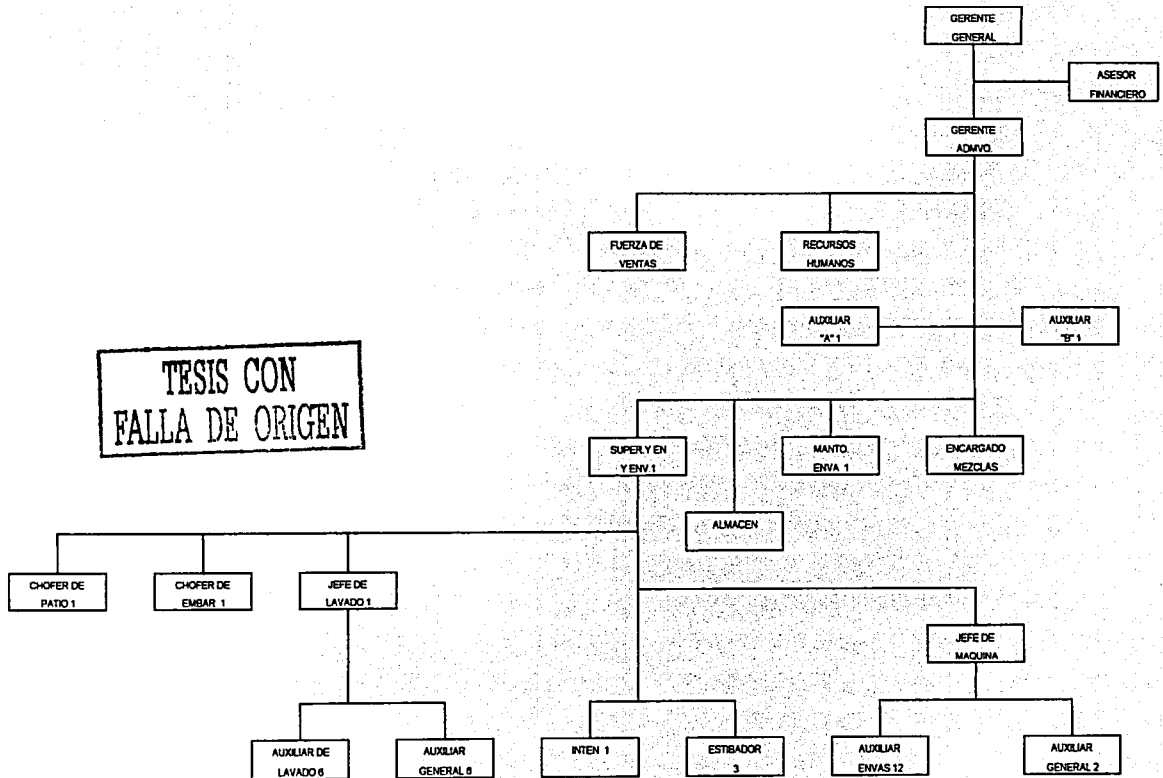 GERENTE
GENERAL
ASESOR
FINANCIERO
GERENTE
ADMVO.
FUERZA DE
VENTAS
RECURSOS
HUMANOS
AUXILIAR
"A" 1
AUXILIAR
"B" 1
TESIS CON
FALLA DE ORIGEN
SUPER.Y EN
Y ENV.1
MANTO.
ENVA 1
ENCARGADO
MEZCLAS
ALMACEN
CHOFER DE
PATIO 1
CHOFER DE
EMBAR 1
JEFE DE
LAVADO 1
JEFE DE
MAQUINA
AUXILIAR DE
LAVADO 6
AUXILIAR
GENERAL 6
INTEN 1
ESTIBADOR
3
AUXILIAR
ENVAS 12
AUXILIAR
GENERAL 2